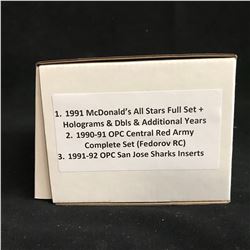 1. 1991 McDonald's All Stars Full Set +
Holograms & Dbls & Additional Years
2. 1990-91 OPC Central Red Army
Complete Set (Fedorov RC)
3. 1991-92 OPC San Jose Sharks Inserts